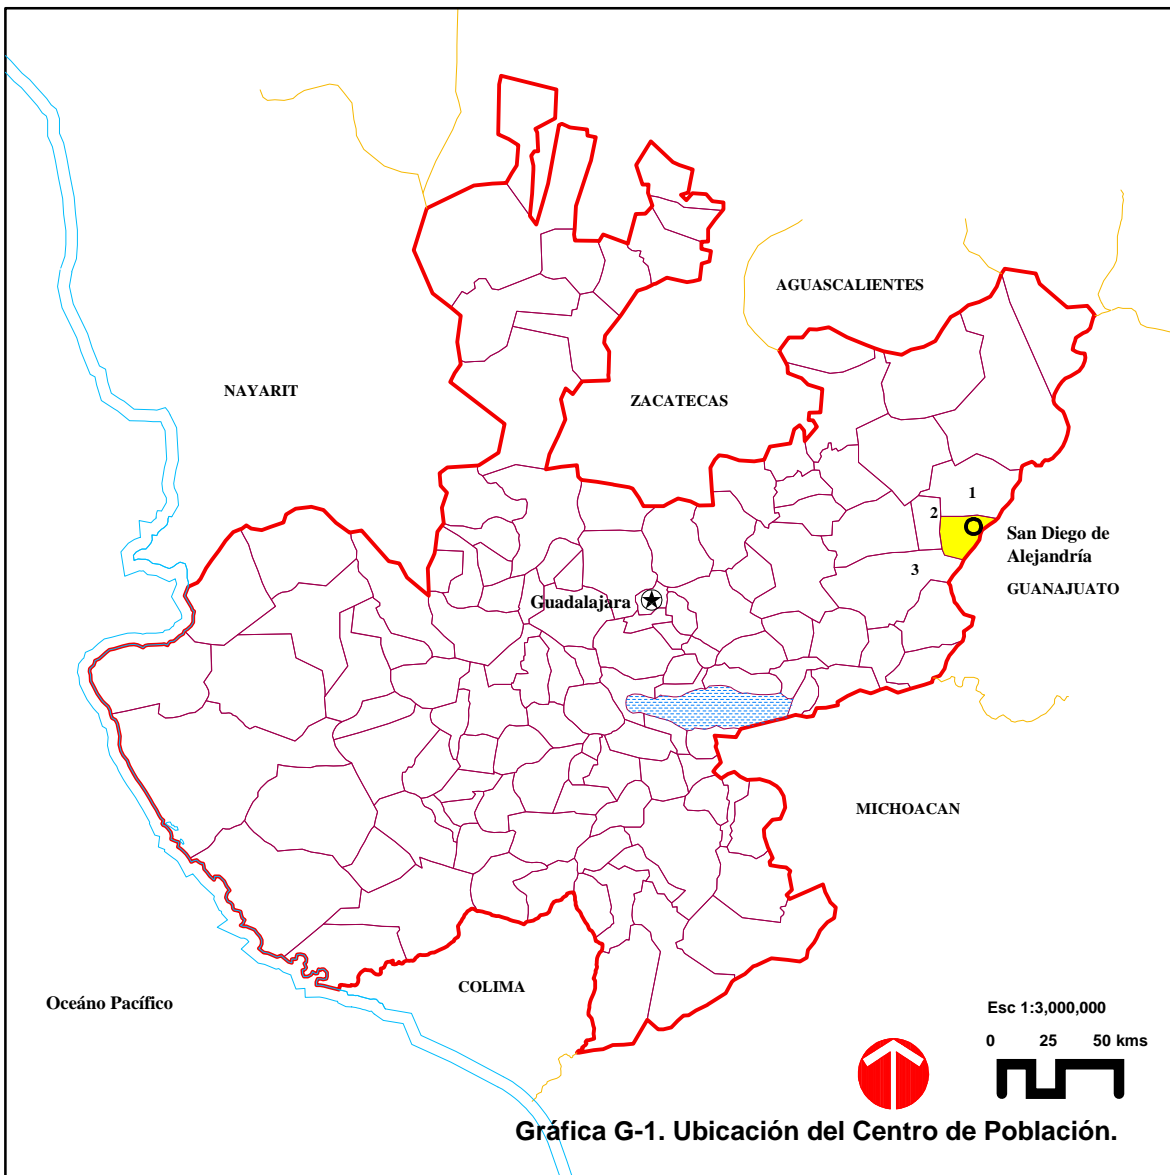 AGUASCALIENTES
NAYARIT
ZACATECAS
1
2
San Diego de
Alejandría
3
GUANAJUATO
Guadalajara
MICHOACAN
COLIMA
Oceáno Pacífico
Esc 1:3,000,000
0 25 50 kms
Gráfica G-1. Ubicación del Centro de Población.